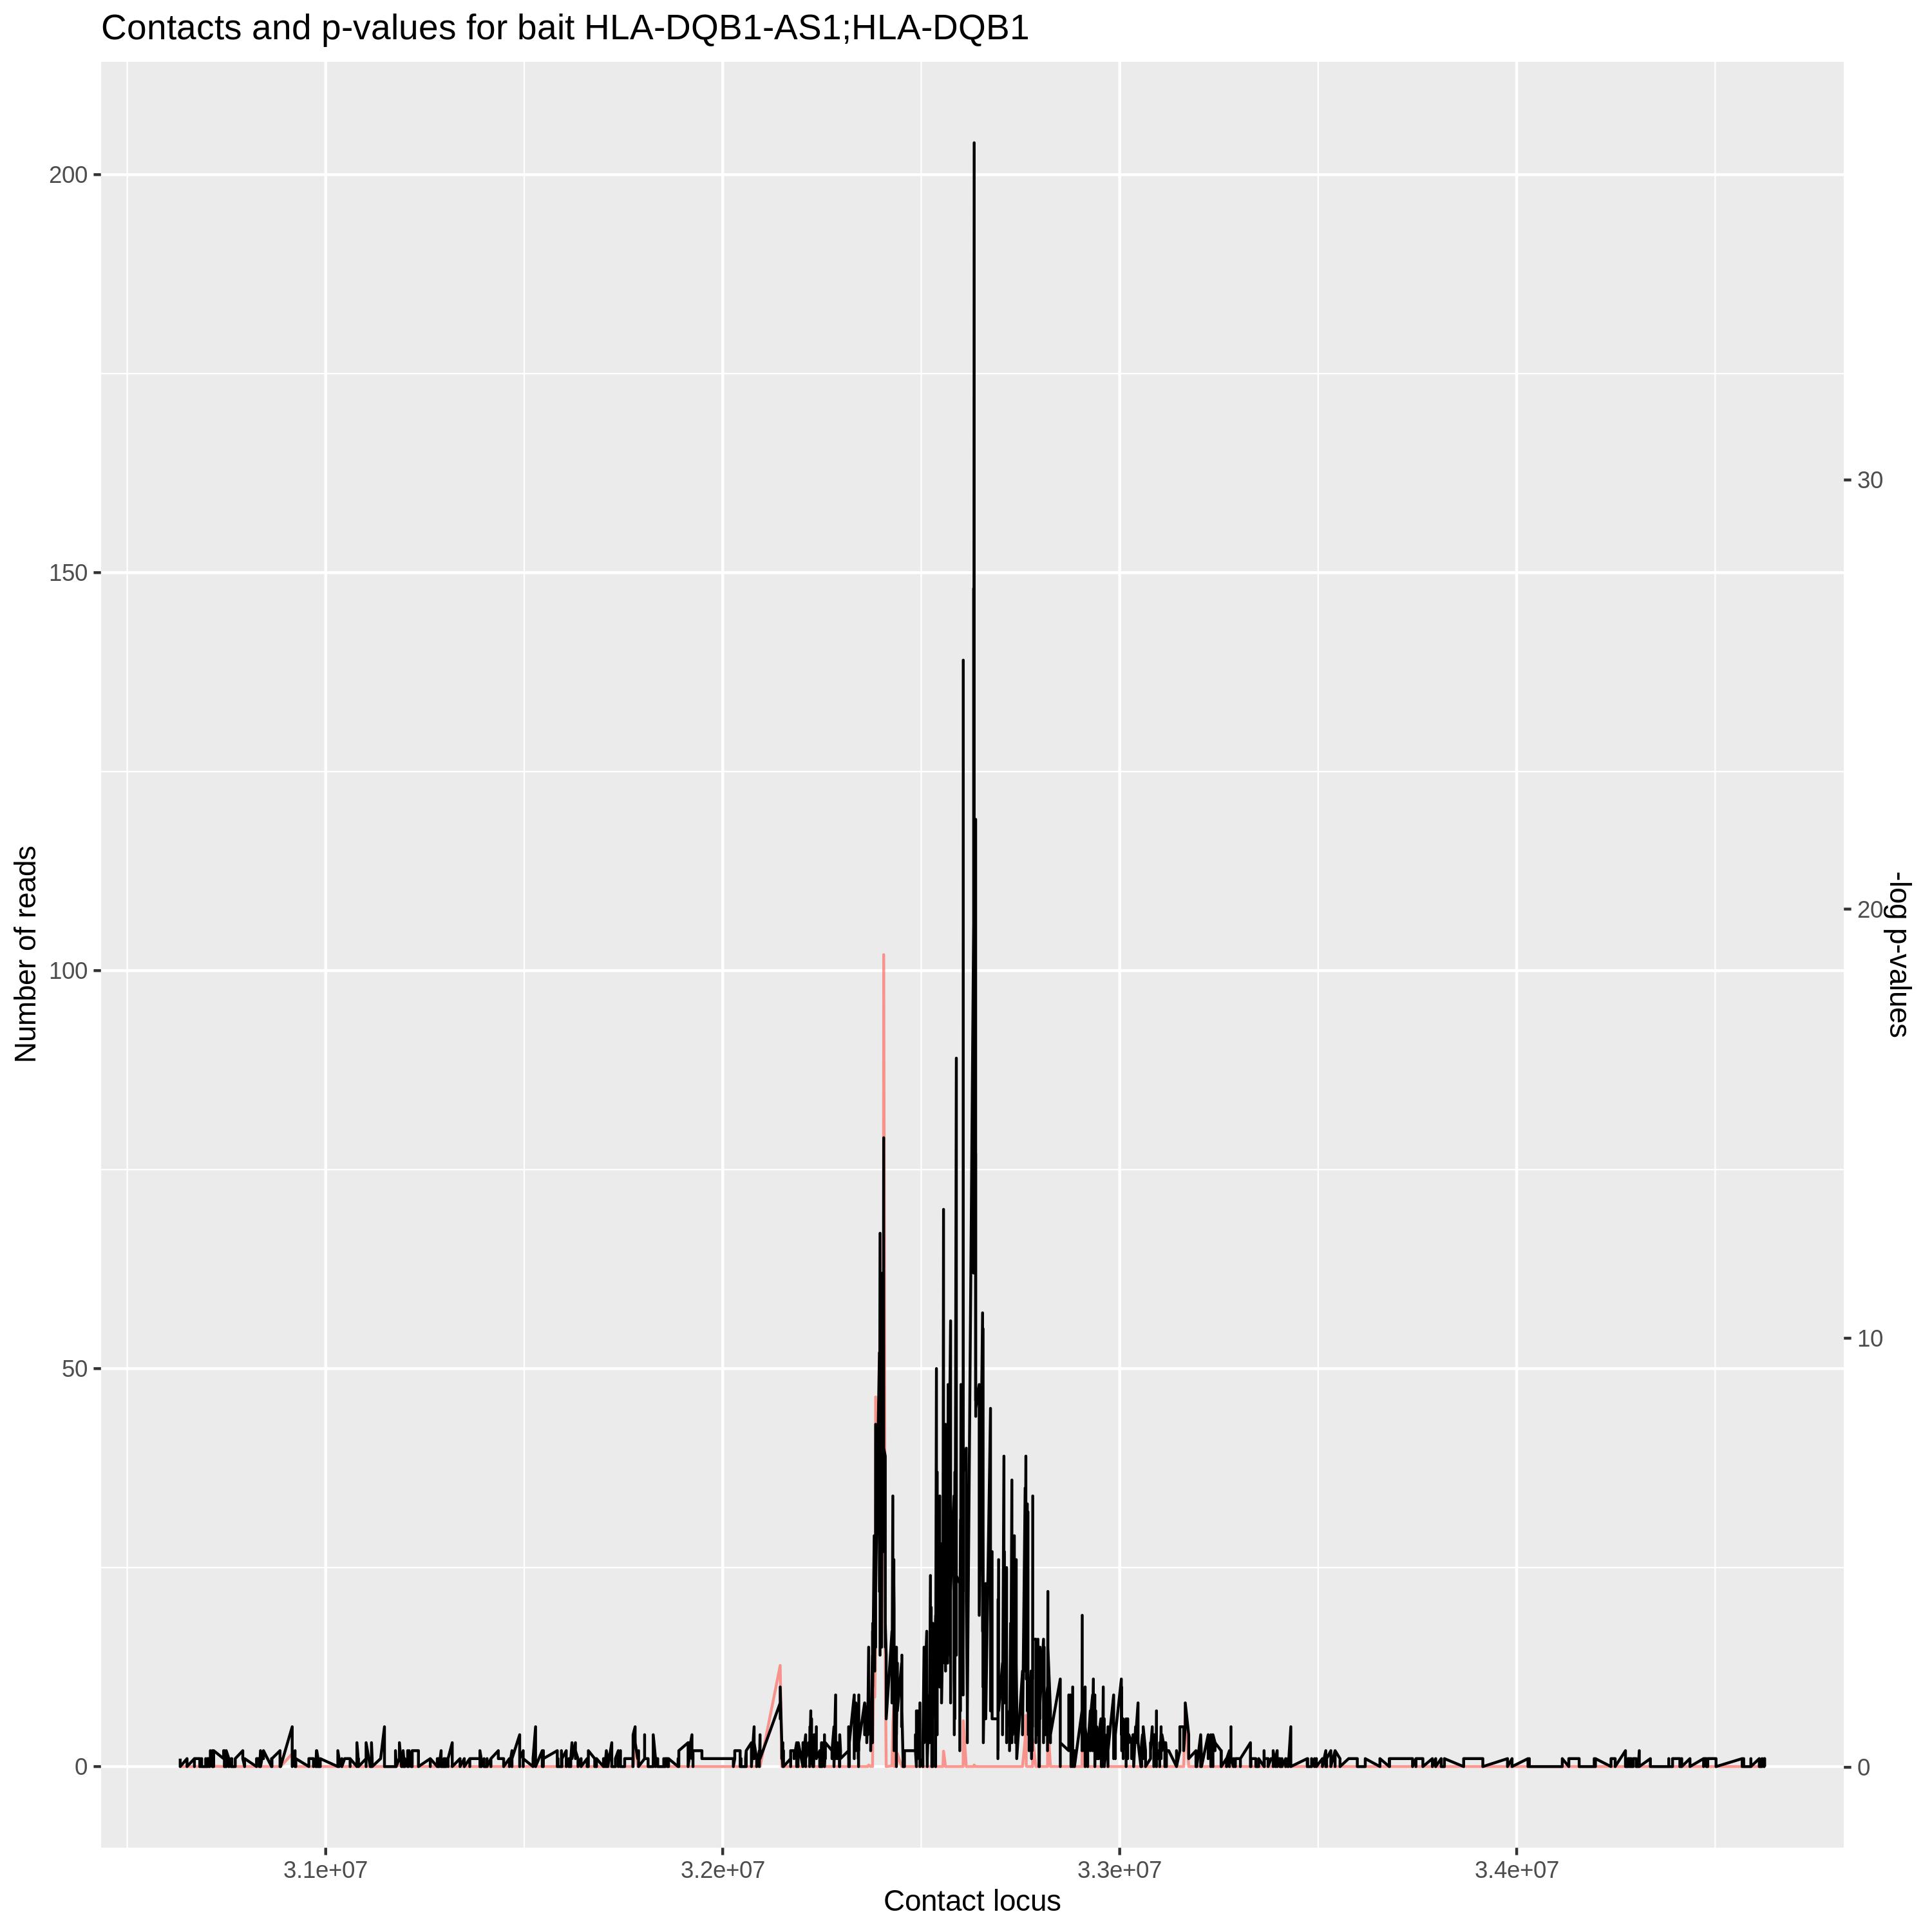 Contacts and p-values for bait HLA-DQB1-AS1;HLA-DQB1
200
150
100
50
0
Number of reads
30
20
10
0
-log p-values
3.1e+07
3.2e+07
3.3e+07
3.4e+07
Contact locus